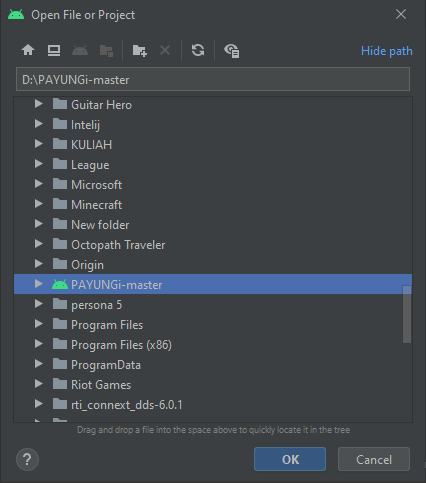 Open File or Project
Hide path
D:\PAYUNGi-master
Guitar Hero
Intelij
KULIAH
League
Microsoft
Minecraft
New folder
Octopath Traveler
Origin
PAYUNGi-master
persona 5
Program Files
Program Files (x86)
ProgramData
Riot Games
rti_connext_dds-6.0.1
Drag and drop a file into the space above to quickly locate it in the tree
?
OK
Cancel